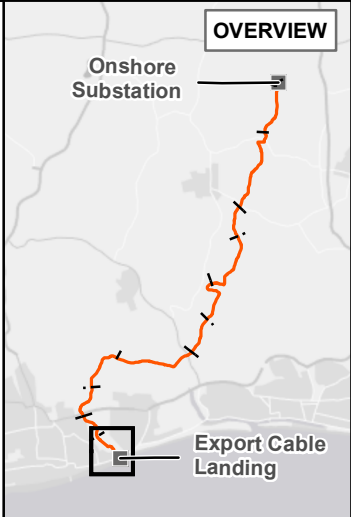 OVERVIEW
Onshore
Substation
Export Cable
Landing